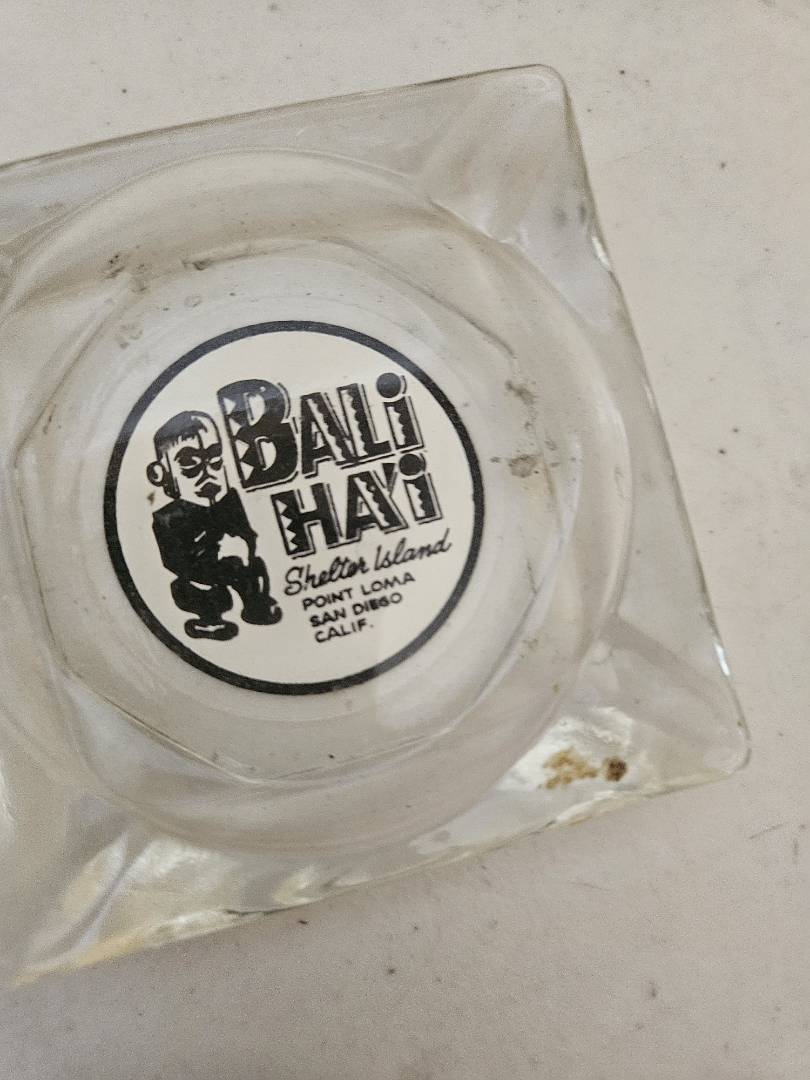 BALi
HA'i
Shelter Island
POINT LOMA
SAN DIEGO
CALIF.